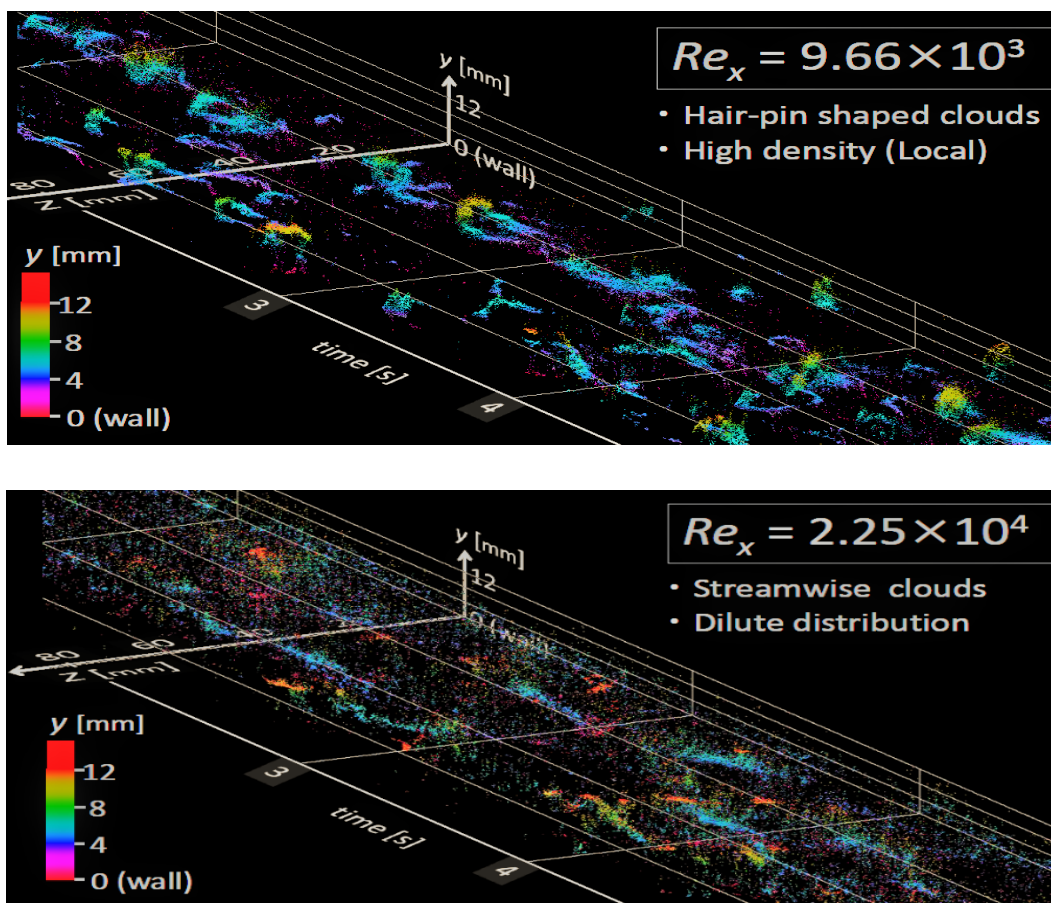 y [mm]
12
0 (wall)
Re_x = 9.66×10³
• Hair-pin shaped clouds
• High density (Local)
20
40
60
80
Z [mm]
y [mm]
12
8
4
0 (wall)
3
time [s]
4
y [mm]
12
0 (wall)
Re_x = 2.25×10⁴
• Streamwise clouds
• Dilute distribution
60
80
Z [mm]
y [mm]
12
8
4
0 (wall)
3
time [s]
4